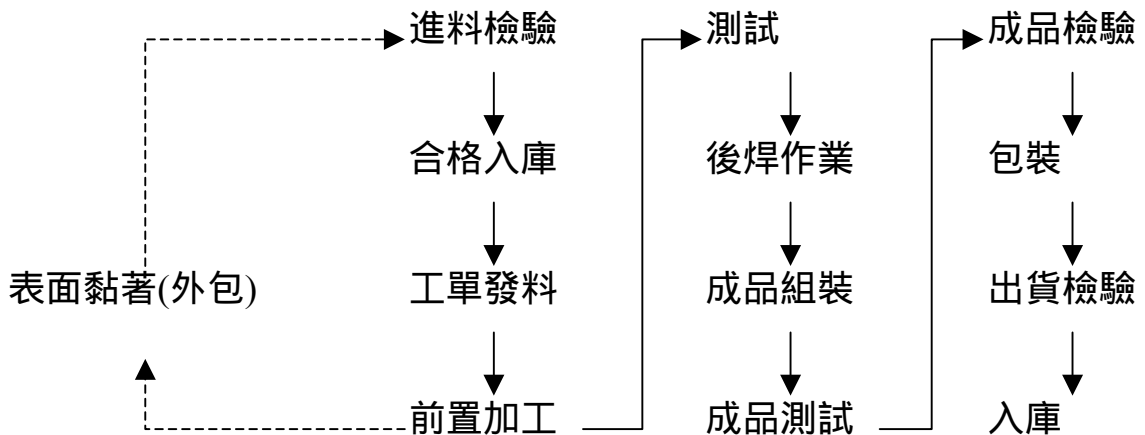 進料檢驗
測試
成品檢驗
合格入庫
後焊作業
包裝
表面黏著(外包)
工單發料
成品組裝
出貨檢驗
前置加工
成品測試
入庫